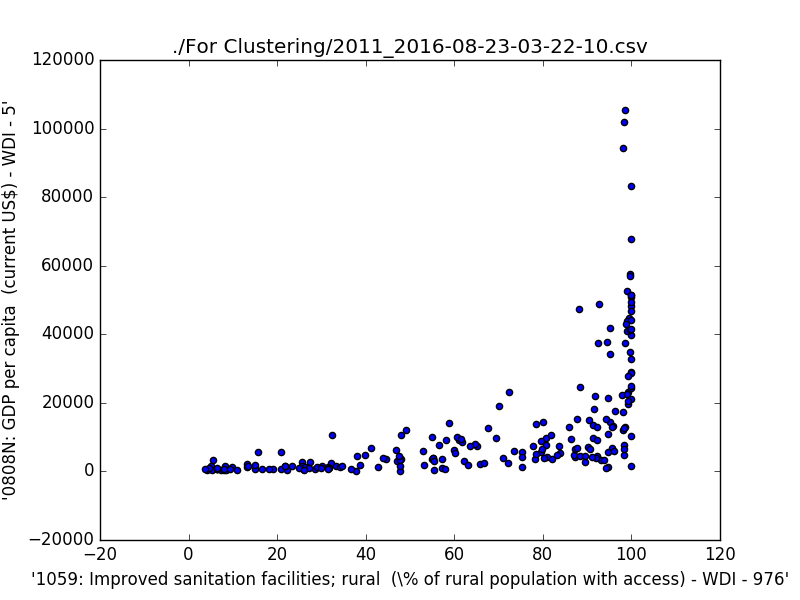 ./For Clustering/2011_2016-08-23-03-22-10.csv
120000
100000
80000
60000
40000
20000
0
−20000
'0808N: GDP per capita  (current US$) - WDI - 5'
−20 0 20 40 60 80 100 120
'1059: Improved sanitation facilities; rural  (\% of rural population with access) - WDI - 976'